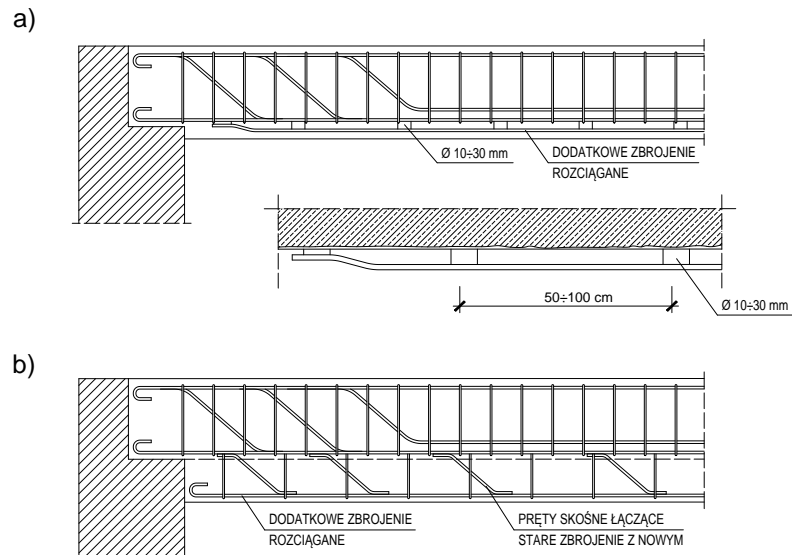 a)
Ø 10÷30 mm
DODATKOWE ZBROJENIE
ROZCIĄGANE
50÷100 cm
Ø 10÷30 mm
b)
DODATKOWE ZBROJENIE
ROZCIĄGANE
PRĘTY SKOŚNE ŁĄCZĄCE
STARE ZBROJENIE Z NOWYM